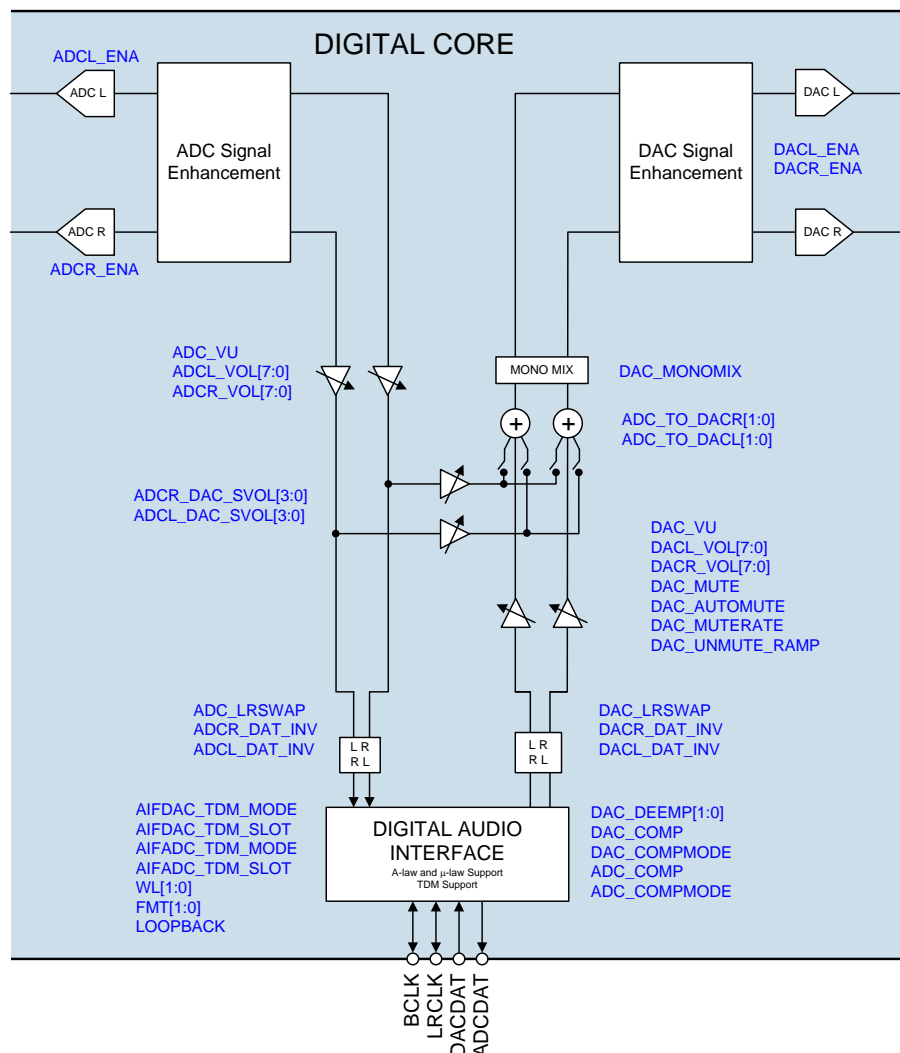 DIGITAL CORE
ADCL_ENA
ADC L
ADC Signal
Enhancement
ADC R
ADCR_ENA
DAC Signal
Enhancement
DAC L
DACL_ENA
DACR_ENA
DAC R
ADC_VU
ADCL_VOL[7:0]
ADCR_VOL[7:0]
MONO MIX
DAC_MONOMIX
+
+
ADC_TO_DACR[1:0]
ADC_TO_DACL[1:0]
ADCR_DAC_SVOL[3:0]
ADCL_DAC_SVOL[3:0]
DAC_VU
DACL_VOL[7:0]
DACR_VOL[7:0]
DAC_MUTE
DAC_AUTOMUTE
DAC_MUTERATE
DAC_UNMUTE_RAMP
ADC_LRSWAP
ADCR_DAT_INV
ADCL_DAT_INV
L R
R L
L R
R L
DAC_LRSWAP
DACR_DAT_INV
DACL_DAT_INV
AIFDAC_TDM_MODE
AIFDAC_TDM_SLOT
AIFADC_TDM_MODE
AIFADC_TDM_SLOT
WL[1:0]
FMT[1:0]
LOOPBACK
DIGITAL AUDIO
INTERFACE
A-law and μ-law Support
TDM Support
DAC_DEEMP[1:0]
DAC_COMP
DAC_COMPMODE
ADC_COMP
ADC_COMPMODE
BCLK
LRCLK
DACDAT
ADCDAT